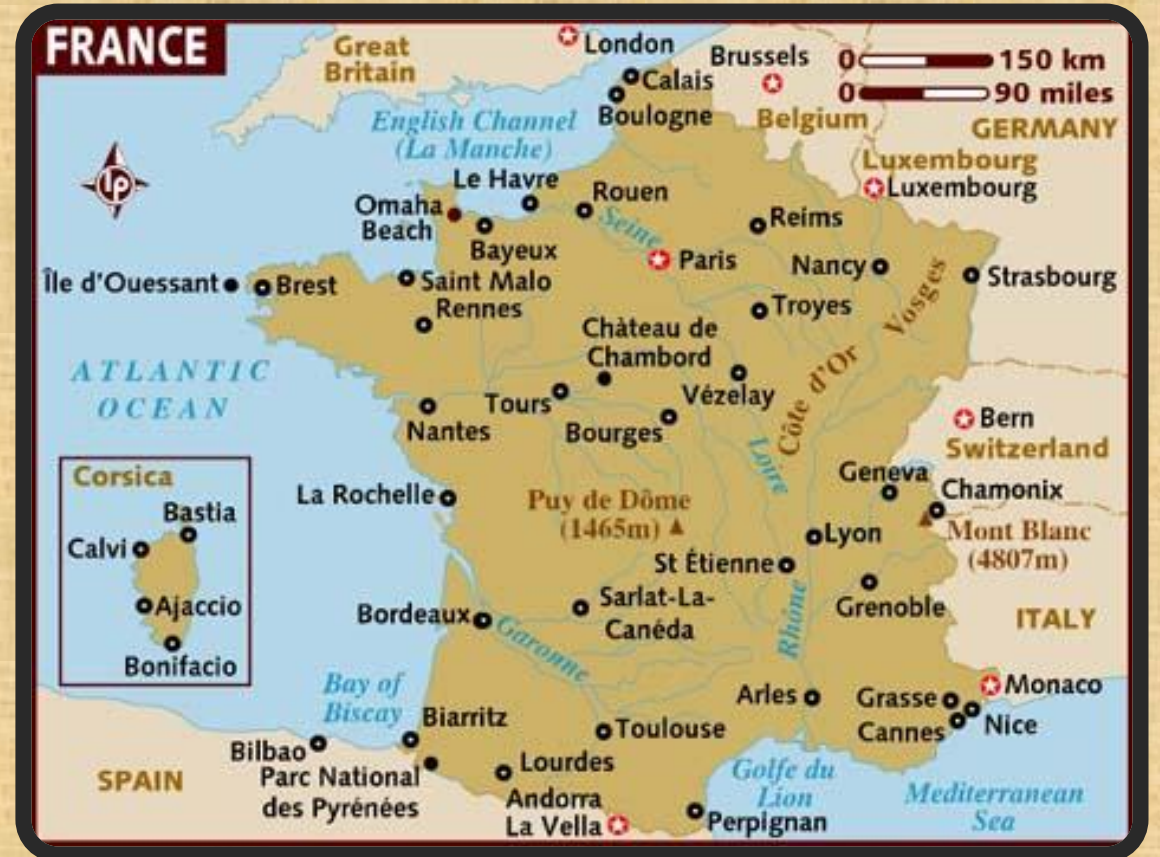 FRANCE
Great
Britain
London
Brussels
0 150 km
0 90 miles
Calais
Boulogne
Belgium
GERMANY
English Channel
(La Manche)
Luxembourg
Luxembourg
lp
Le Havre
Rouen
Omaha
Beach
Bayeux
Seine
Reims
Paris
Nancy
Vosges
Strasbourg
Île d'Ouessant
Brest
Saint Malo
Rennes
Troyes
Château de
Chambord
Côte d'Or
ATLANTIC
OCEAN
Tours
Vézelay
Nantes
Bourges
Bern
Switzerland
Loire
Corsica
Bastia
Calvi
Ajaccio
Bonifacio
La Rochelle
Puy de Dôme
(1465m)
Geneva
Chamonix
Lyon
Mont Blanc
(4807m)
St Étienne
Grenoble
Rhône
ITALY
Bordeaux
Sarlat-La-
Canéda
Garonne
Bay of
Biscay
Arles
Grasse
Monaco
Cannes
Nice
Biarritz
Toulouse
Bilbao
SPAIN
Parc National
des Pyrénées
Lourdes
Andorra
La Vella
Perpignan
Golfe du
Lion
Mediterranean
Sea